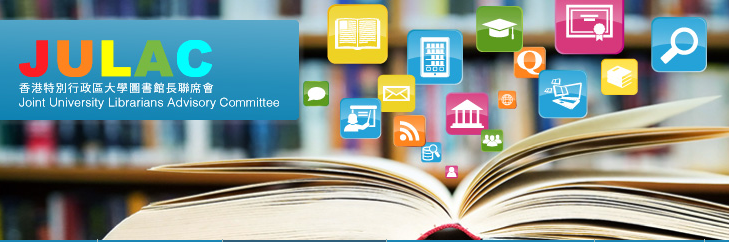 JULAC
香港特別行政區大學圖書館長聯席會
Joint University Librarians Advisory Committee
Q